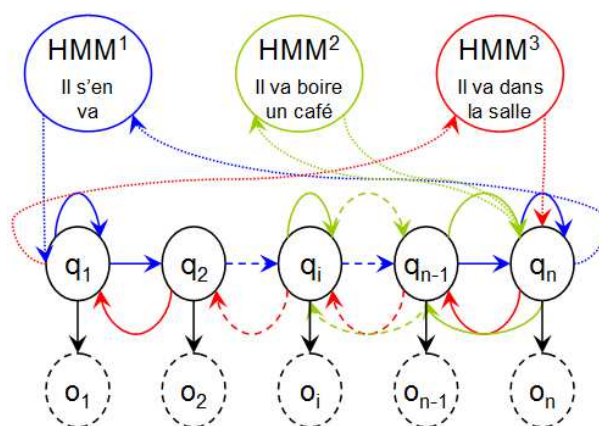 HMM¹ HMM² HMM³
Il s'en
va
Il va boire
un café
Il va dans
la salle
q₁ q₂ qᵢ qₙ₋₁ qₙ
o₁ o₂ oᵢ oₙ₋₁ oₙ